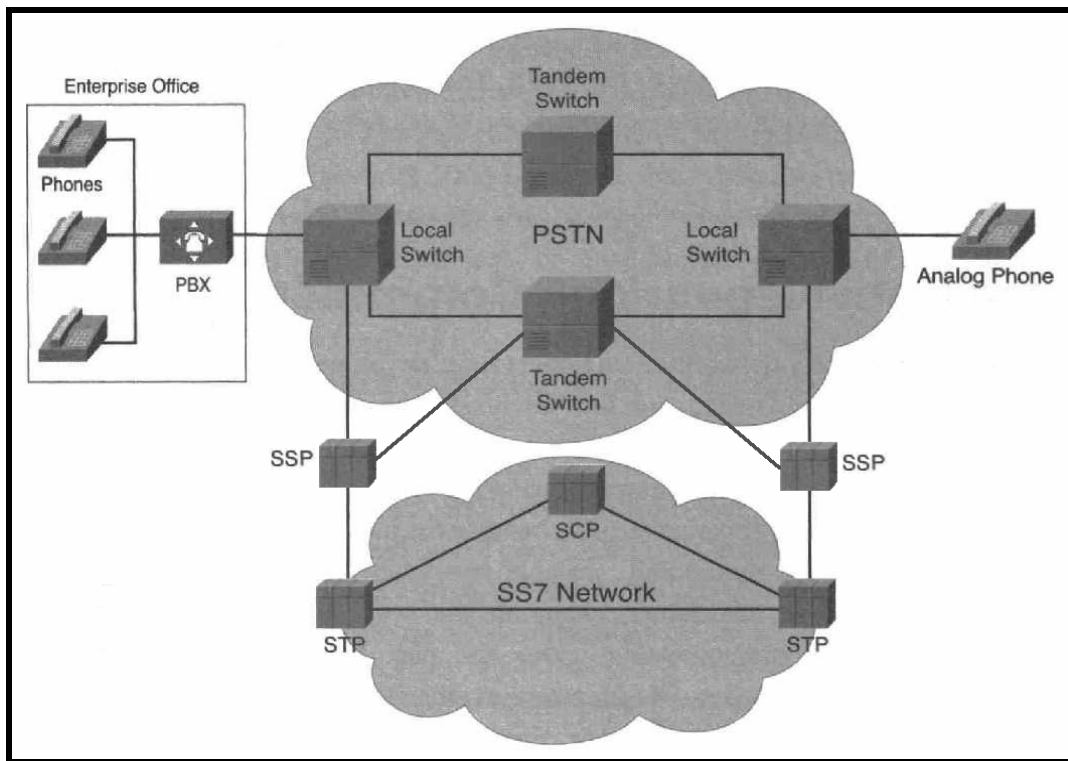 Enterprise Office
Phones
PBX
Tandem
Switch
Local
Switch
PSTN
Local
Switch
Analog Phone
Tandem
Switch
SSP
SSP
SCP
SS7 Network
STP
STP